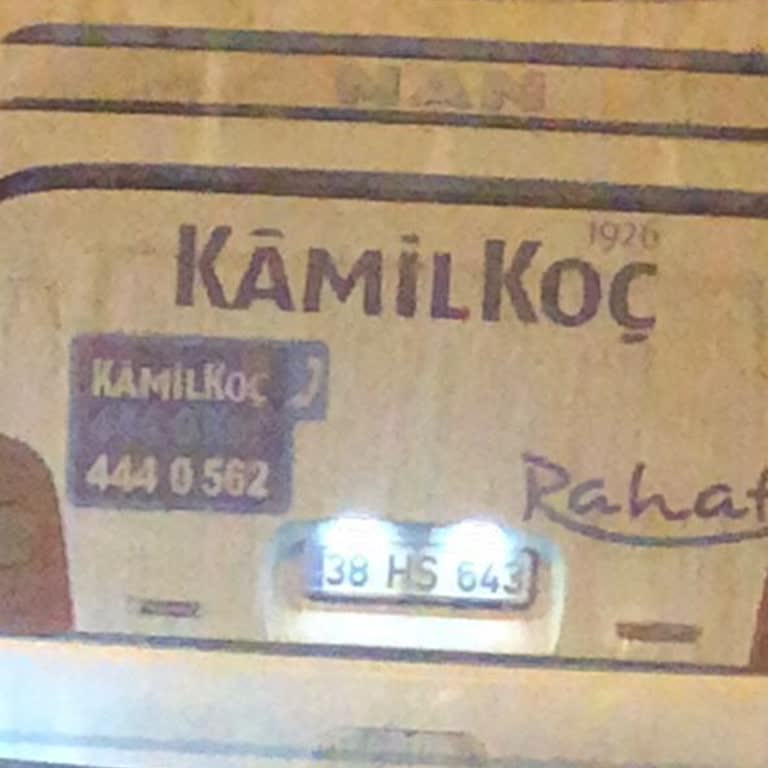 MAN
1926
KÂMİLKOÇ
KÂMİLKOÇ
444 0 562
Rahat
38 HS 643